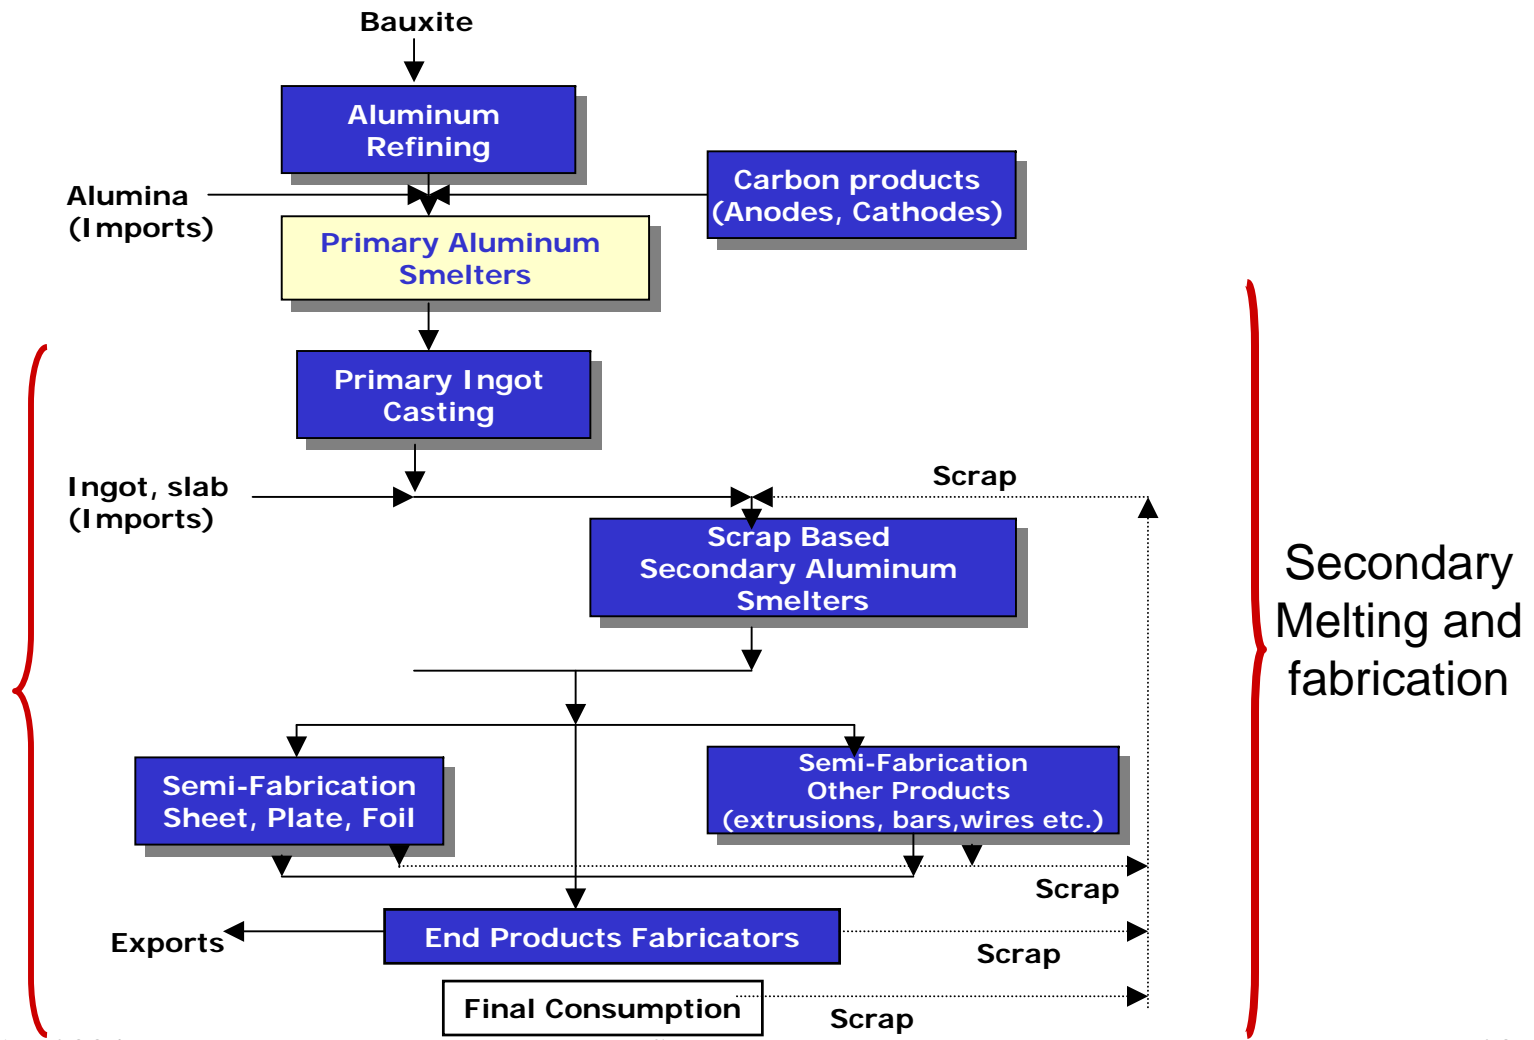 Bauxite
Aluminum
Refining
Alumina
(Imports)
Carbon products
(Anodes, Cathodes)
Primary Aluminum
Smelters
Primary Ingot
Casting
Ingot, slab
(Imports)
Scrap
Scrap Based
Secondary Aluminum
Smelters
Secondary
Melting and
fabrication
Semi-Fabrication
Sheet, Plate, Foil
Semi-Fabrication
Other Products
(extrusions, bars,wires etc.)
Scrap
Exports
End Products Fabricators
Scrap
Final Consumption
Scrap